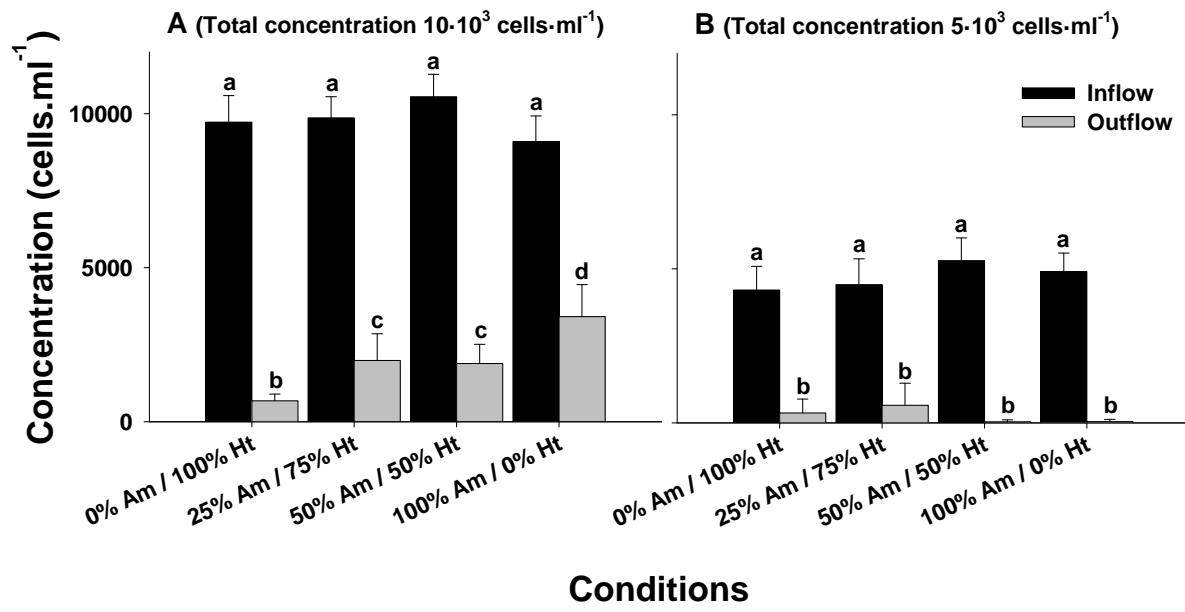 A (Total concentration 10·10³ cells·ml⁻¹)
B (Total concentration 5·10³ cells·ml⁻¹)
Concentration (cells.ml⁻¹)
10000
5000
0
a
a
a
a
b
c
c
d
a
a
a
a
b
b
b
b
Inflow
Outflow
0% Am / 100% Ht
25% Am / 75% Ht
50% Am / 50% Ht
100% Am / 0% Ht
0% Am / 100% Ht
25% Am / 75% Ht
50% Am / 50% Ht
100% Am / 0% Ht
Conditions